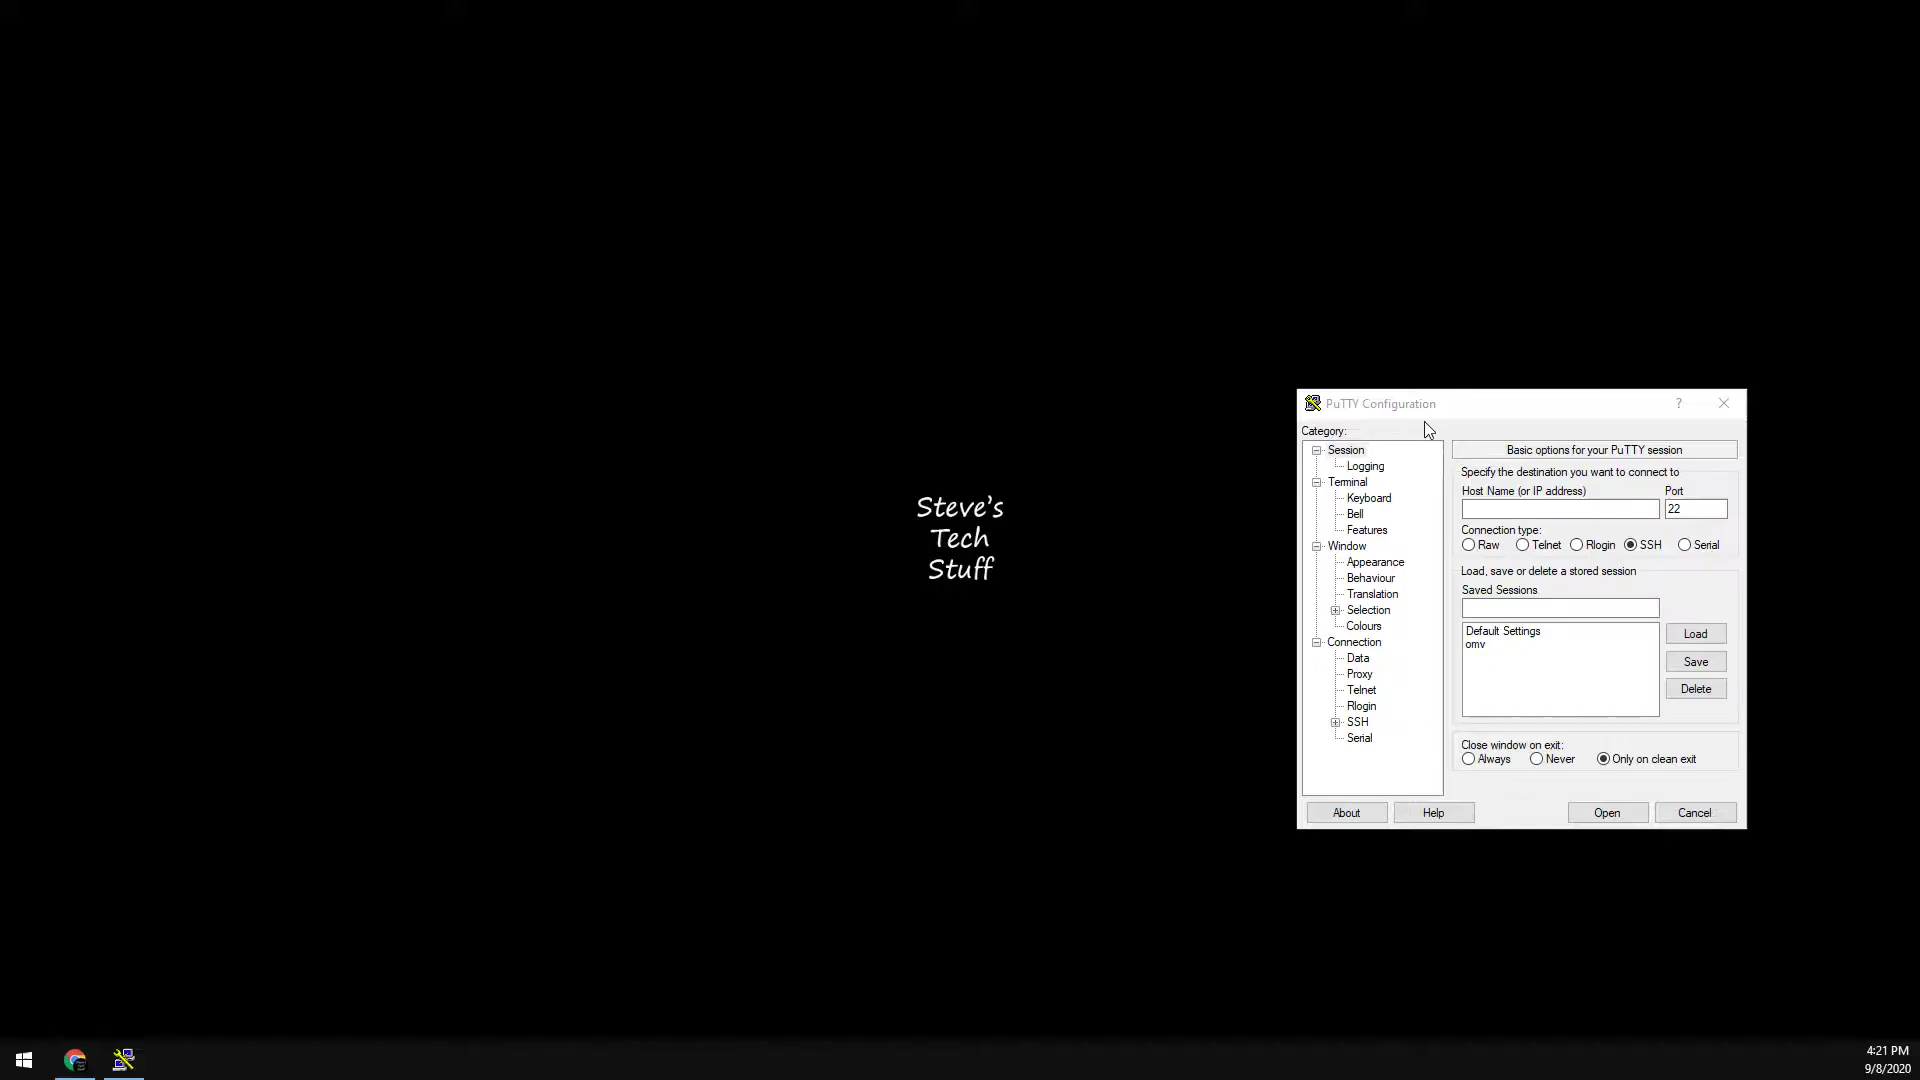 Steve's
Tech
Stuff
PuTTY Configuration
?
Category:
Session
Logging
Terminal
Keyboard
Bell
Features
Window
Appearance
Behaviour
Translation
Selection
Colours
Connection
Data
Proxy
Telnet
Rlogin
SSH
Serial
Basic options for your PuTTY session
Specify the destination you want to connect to
Host Name (or IP address) Port
22
Connection type:
Raw Telnet Rlogin SSH Serial
Load, save or delete a stored session
Saved Sessions
Default Settings
omv
Load
Save
Delete
Close window on exit:
Always Never Only on clean exit
About Help Open Cancel
4:21 PM
9/8/2020